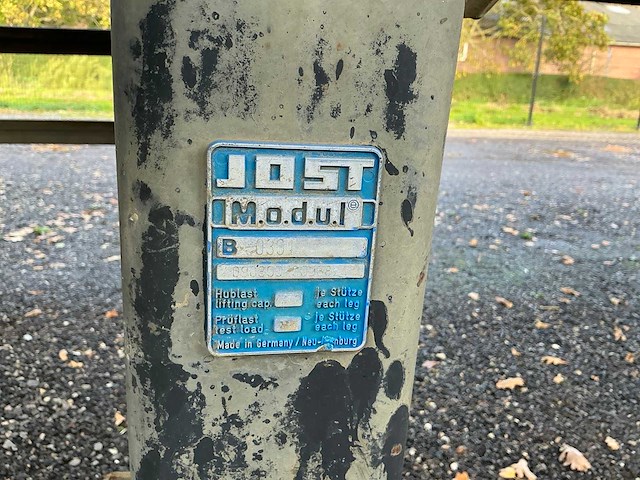 JOST
M.o.d.u.l®
B
Hublast je Stütze
lifting cap. each leg
Prüflast je Stütze
test load each leg
Made in Germany / Neu-Isenburg